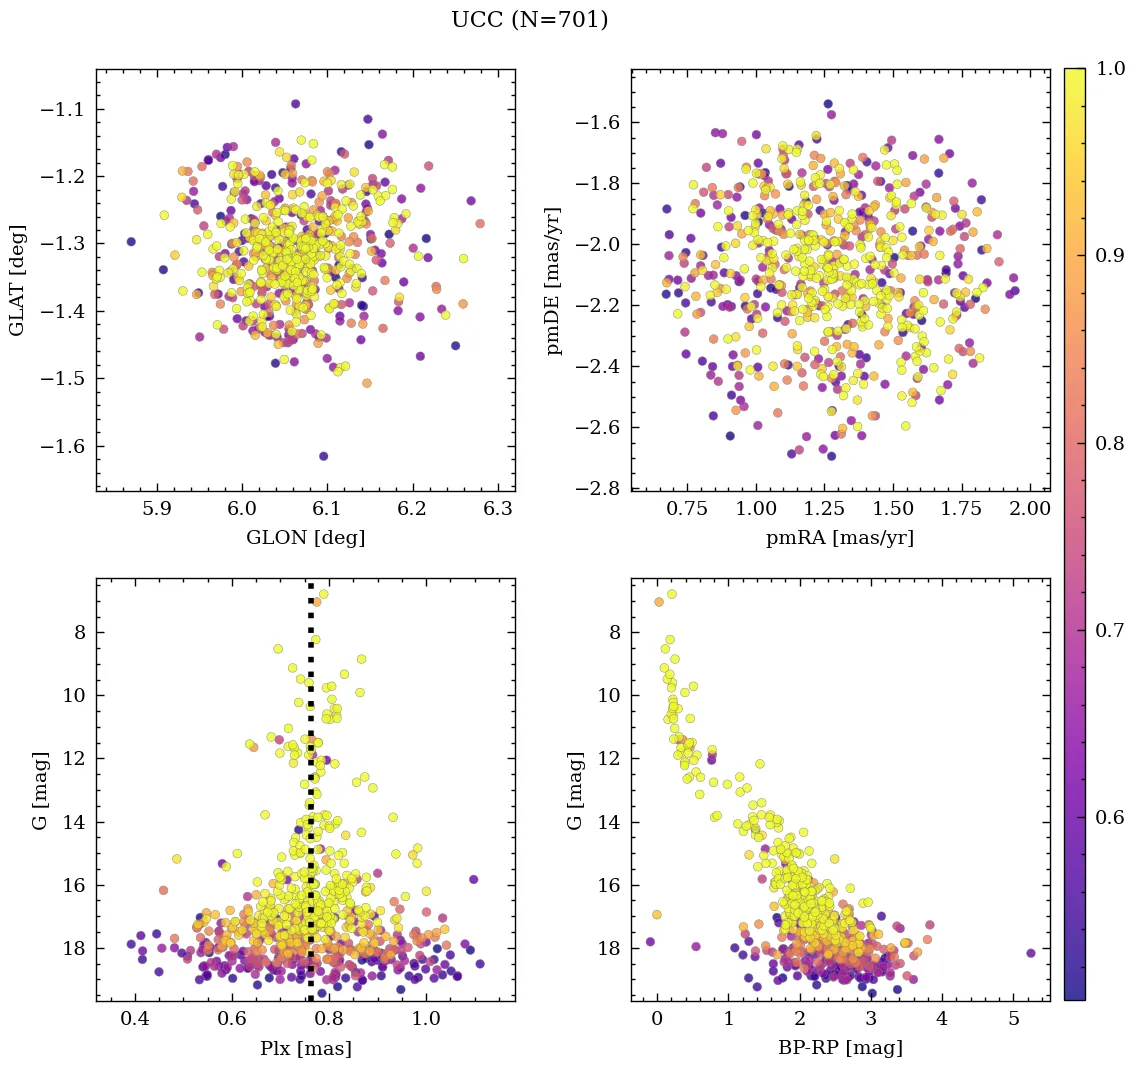 UCC (N=701)
−1.1
−1.2
−1.3
−1.4
−1.5
−1.6
GLAT [deg]
5.9 6.0 6.1 6.2 6.3
GLON [deg]
−1.6
−1.8
−2.0
−2.2
−2.4
−2.6
−2.8
pmDE [mas/yr]
0.75 1.00 1.25 1.50 1.75 2.00
pmRA [mas/yr]
1.0
0.9
0.8
0.7
0.6
8
10
12
14
16
18
G [mag]
0.4 0.6 0.8 1.0
Plx [mas]
8
10
12
14
16
18
G [mag]
0 1 2 3 4 5
BP-RP [mag]